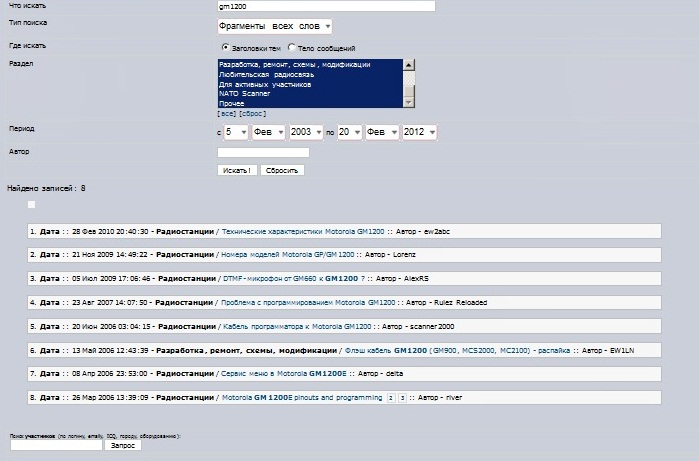 Что искать gm1200
Тип поиска Фрагменты всех слов
Где искать Заголовки тем Тело сообщений
Раздел Разработка, ремонт, схемы, модификации
Любительская радиосвязь
Для активных участников
NATO Scanner
Прочее
[все] [сброс]
Период с 5 Фев 2003 по 20 Фев 2012
Автор
Искать! Сбросить
Найдено записей: 8
1. Дата :: 28 Фев 2010 20:40:30 - Радиостанции / Технические характеристики Motorola GM1200 :: Автор - ew2abc
2. Дата :: 21 Ноя 2009 14:49:22 - Радиостанции / Номера моделей Motorola GP/GM1200 :: Автор - Lorenz
3. Дата :: 05 Июл 2009 17:06:46 - Радиостанции / DTMF-микрофон от GM660 к GM1200 ? :: Автор - AlexRS
4. Дата :: 23 Авг 2007 14:07:50 - Радиостанции / Проблема с программированием Motorola GM1200 :: Автор - Rulez Reloaded
5. Дата :: 20 Июн 2006 03:04:15 - Радиостанции / Кабель программатора к Motorola GM1200 :: Автор - scanner2000
6. Дата :: 13 Май 2006 12:43:39 - Разработка, ремонт, схемы, модификации / Флэш кабель GM1200 (GM900, MCS2000, MC2100) - распайка :: Автор - EW1LN
7. Дата :: 08 Апр 2006 23:53:00 - Радиостанции / Сервис меню в Motorola GM1200E :: Автор - delta
8. Дата :: 26 Мар 2006 13:39:09 - Радиостанции / Motorola GM1200E pinouts and programming 2 3 :: Автор - river
Поиск участников (по логину, email'у, ICQ, городу, оборудованию):
Запрос